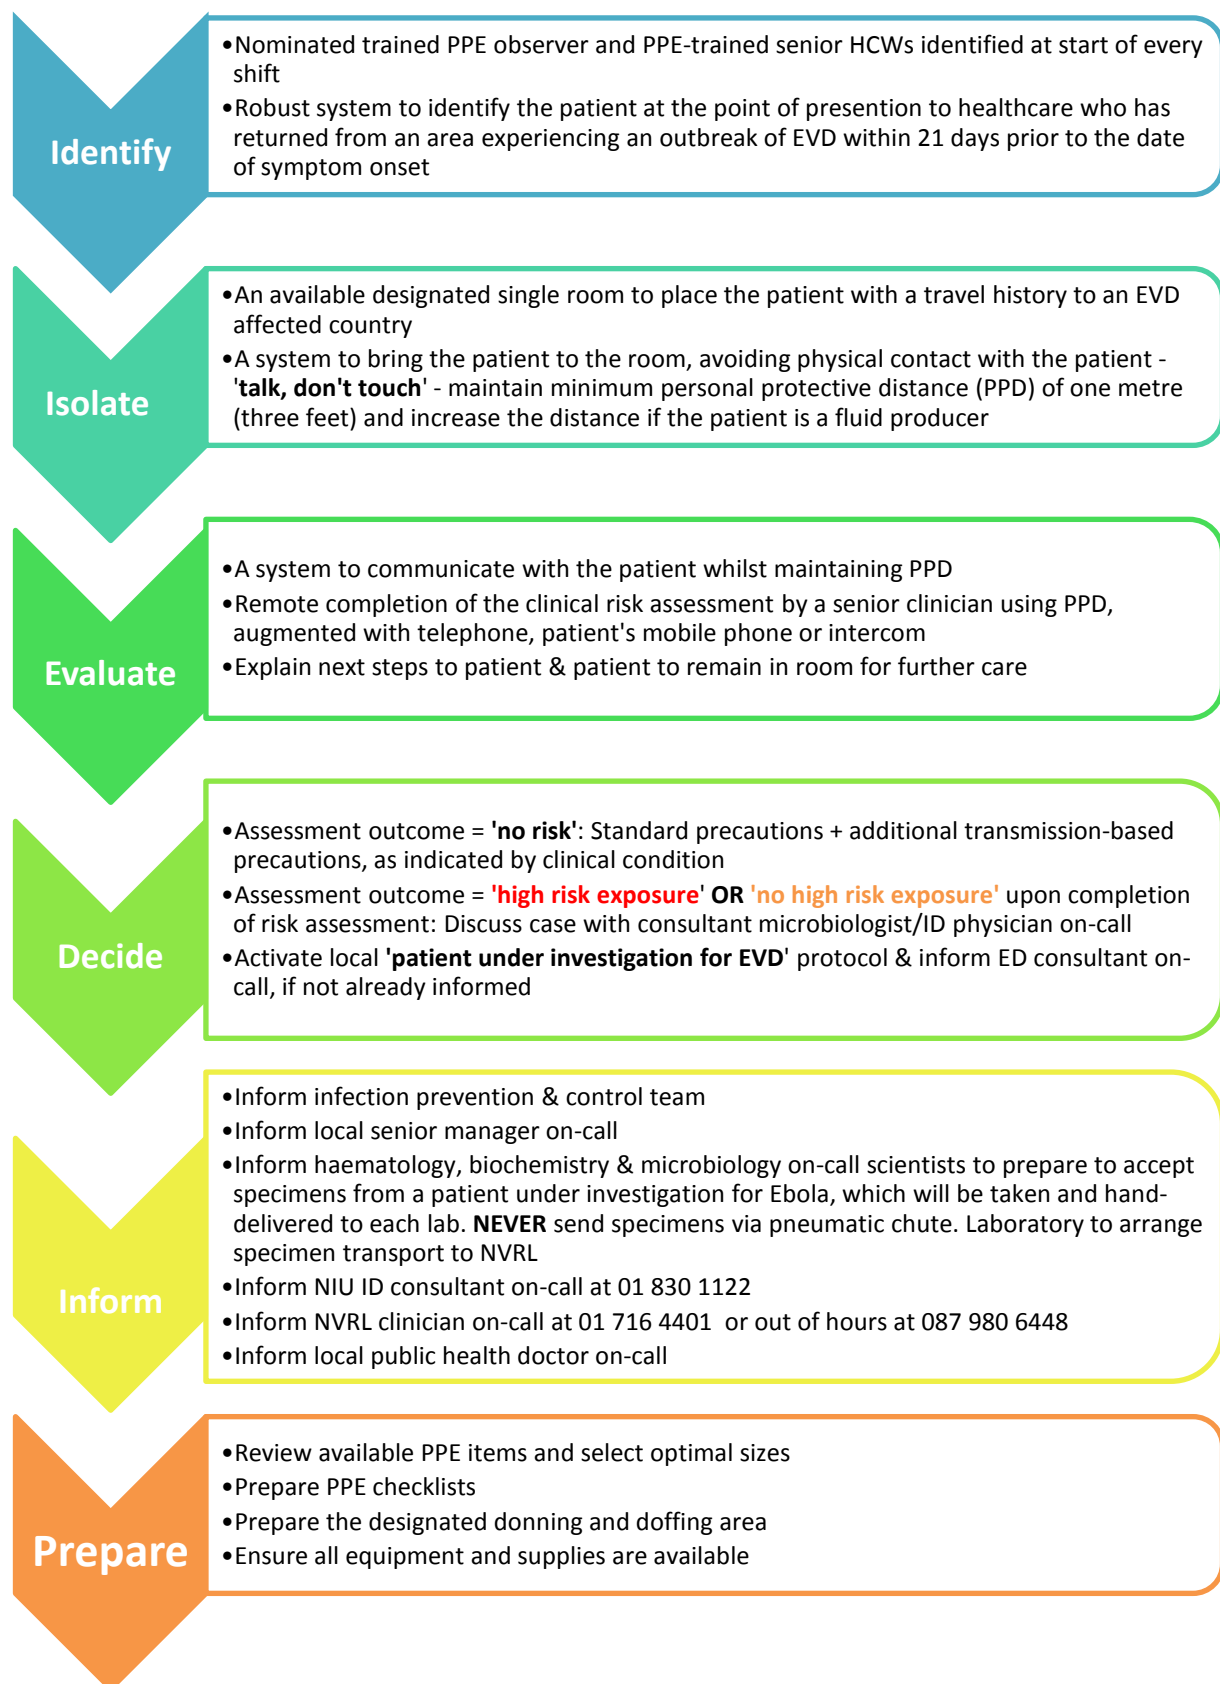 Identify
•Nominated trained PPE observer and PPE-trained senior HCWs identified at start of every
shift
•Robust system to identify the patient at the point of presention to healthcare who has
returned from an area experiencing an outbreak of EVD within 21 days prior to the date
of symptom onset
Isolate
•An available designated single room to place the patient with a travel history to an EVD
affected country
•A system to bring the patient to the room, avoiding physical contact with the patient -
'talk, don't touch' - maintain minimum personal protective distance (PPD) of one metre
(three feet) and increase the distance if the patient is a fluid producer
Evaluate
•A system to communicate with the patient whilst maintaining PPD
•Remote completion of the clinical risk assessment by a senior clinician using PPD,
augmented with telephone, patient's mobile phone or intercom
•Explain next steps to patient & patient to remain in room for further care
Decide
•Assessment outcome = 'no risk': Standard precautions + additional transmission-based
precautions, as indicated by clinical condition
•Assessment outcome = 'high risk exposure' OR 'no high risk exposure' upon completion
of risk assessment: Discuss case with consultant microbiologist/ID physician on-call
•Activate local 'patient under investigation for EVD' protocol & inform ED consultant on-
call, if not already informed
Inform
•Inform infection prevention & control team
•Inform local senior manager on-call
•Inform haematology, biochemistry & microbiology on-call scientists to prepare to accept
specimens from a patient under investigation for Ebola, which will be taken and hand-
delivered to each lab. NEVER send specimens via pneumatic chute. Laboratory to arrange
specimen transport to NVRL
•Inform NIU ID consultant on-call at 01 830 1122
•Inform NVRL clinician on-call at 01 716 4401 or out of hours at 087 980 6448
•Inform local public health doctor on-call
Prepare
•Review available PPE items and select optimal sizes
•Prepare PPE checklists
•Prepare the designated donning and doffing area
•Ensure all equipment and supplies are available